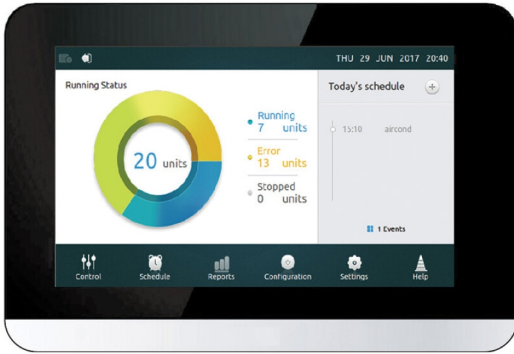 THU 29 JUN 2017 20:40
Running Status
20 units
Running
7 units
Error
13 units
Stopped
0 units
Today's schedule
15:10 aircond
1 Events
Control
Schedule
Reports
Configuration
Settings
Help